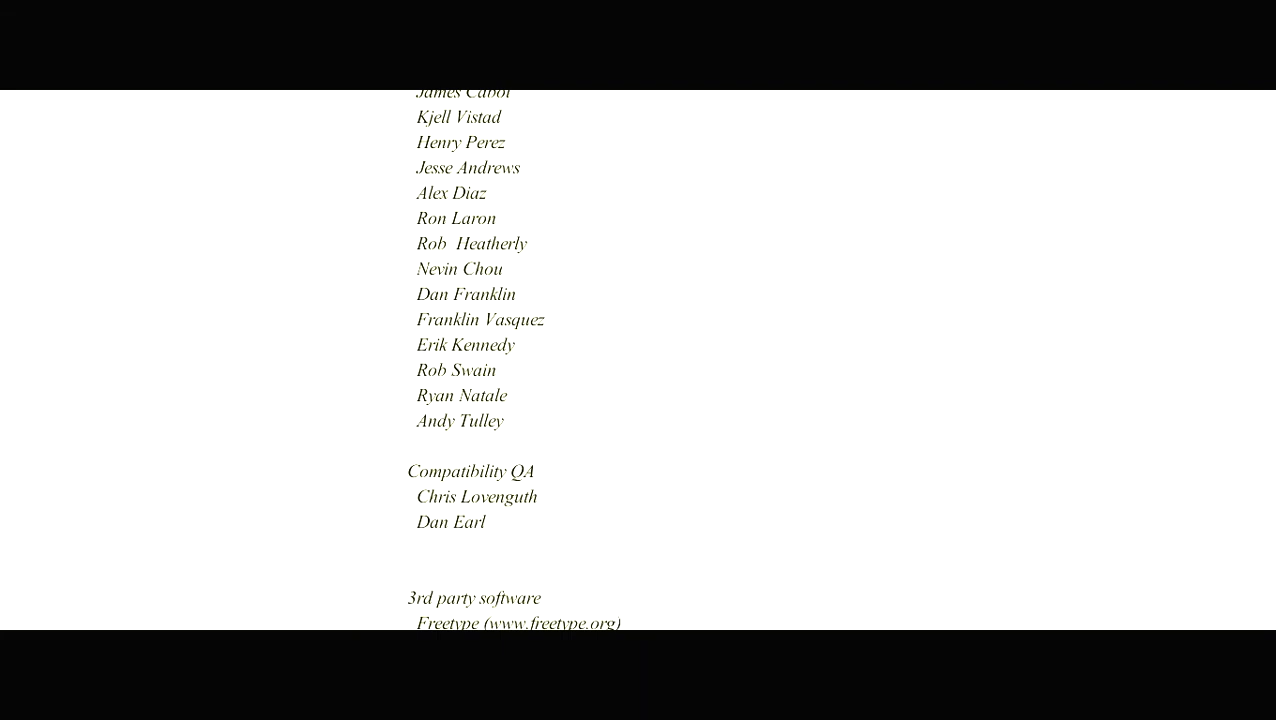 James Cabot
Kjell Vistad
Henry Perez
Jesse Andrews
Alex Diaz
Ron Laron
Rob  Heatherly
Nevin Chou
Dan Franklin
Franklin Vasquez
Erik Kennedy
Rob Swain
Ryan Natale
Andy Tulley
Compatibility QA
Chris Lovenguth
Dan Earl
3rd party software
Freetype (www.freetype.org)